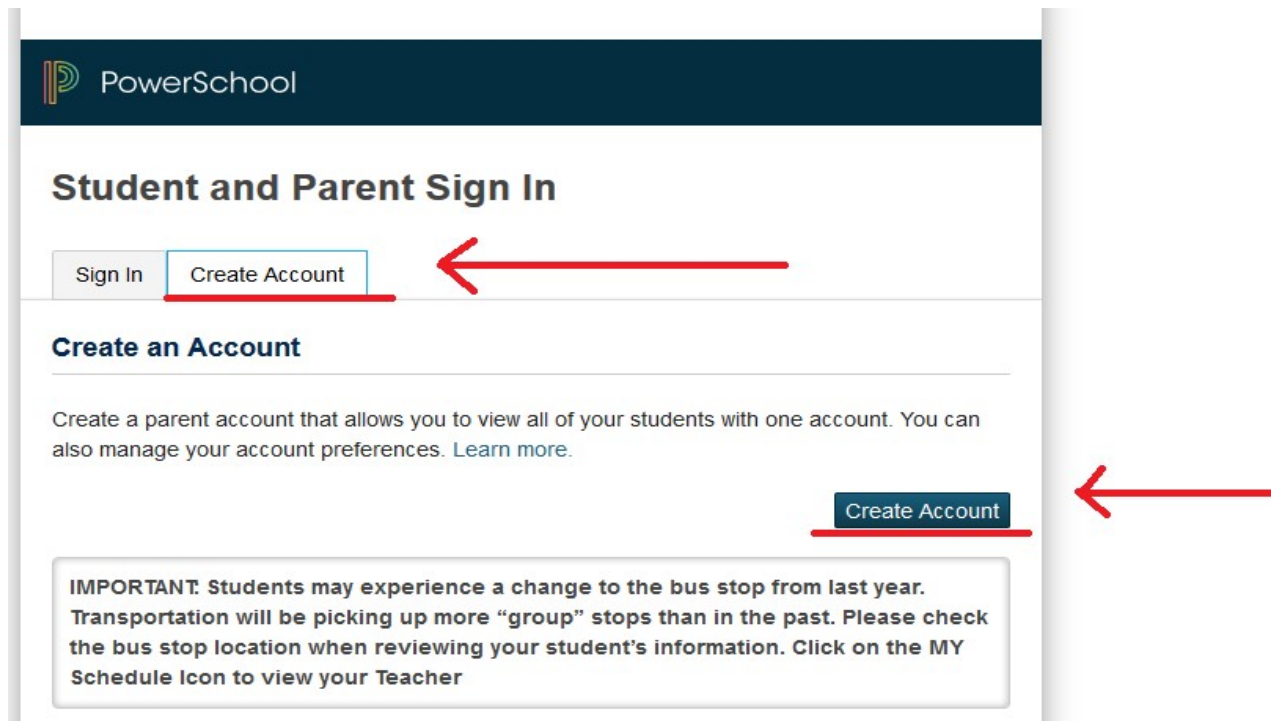 PowerSchool
Student and Parent Sign In
Sign In
Create Account
Create an Account
Create a parent account that allows you to view all of your students with one account. You can
also manage your account preferences. Learn more.
Create Account
IMPORTANT: Students may experience a change to the bus stop from last year.
Transportation will be picking up more “group” stops than in the past. Please check
the bus stop location when reviewing your student’s information. Click on the MY
Schedule Icon to view your Teacher